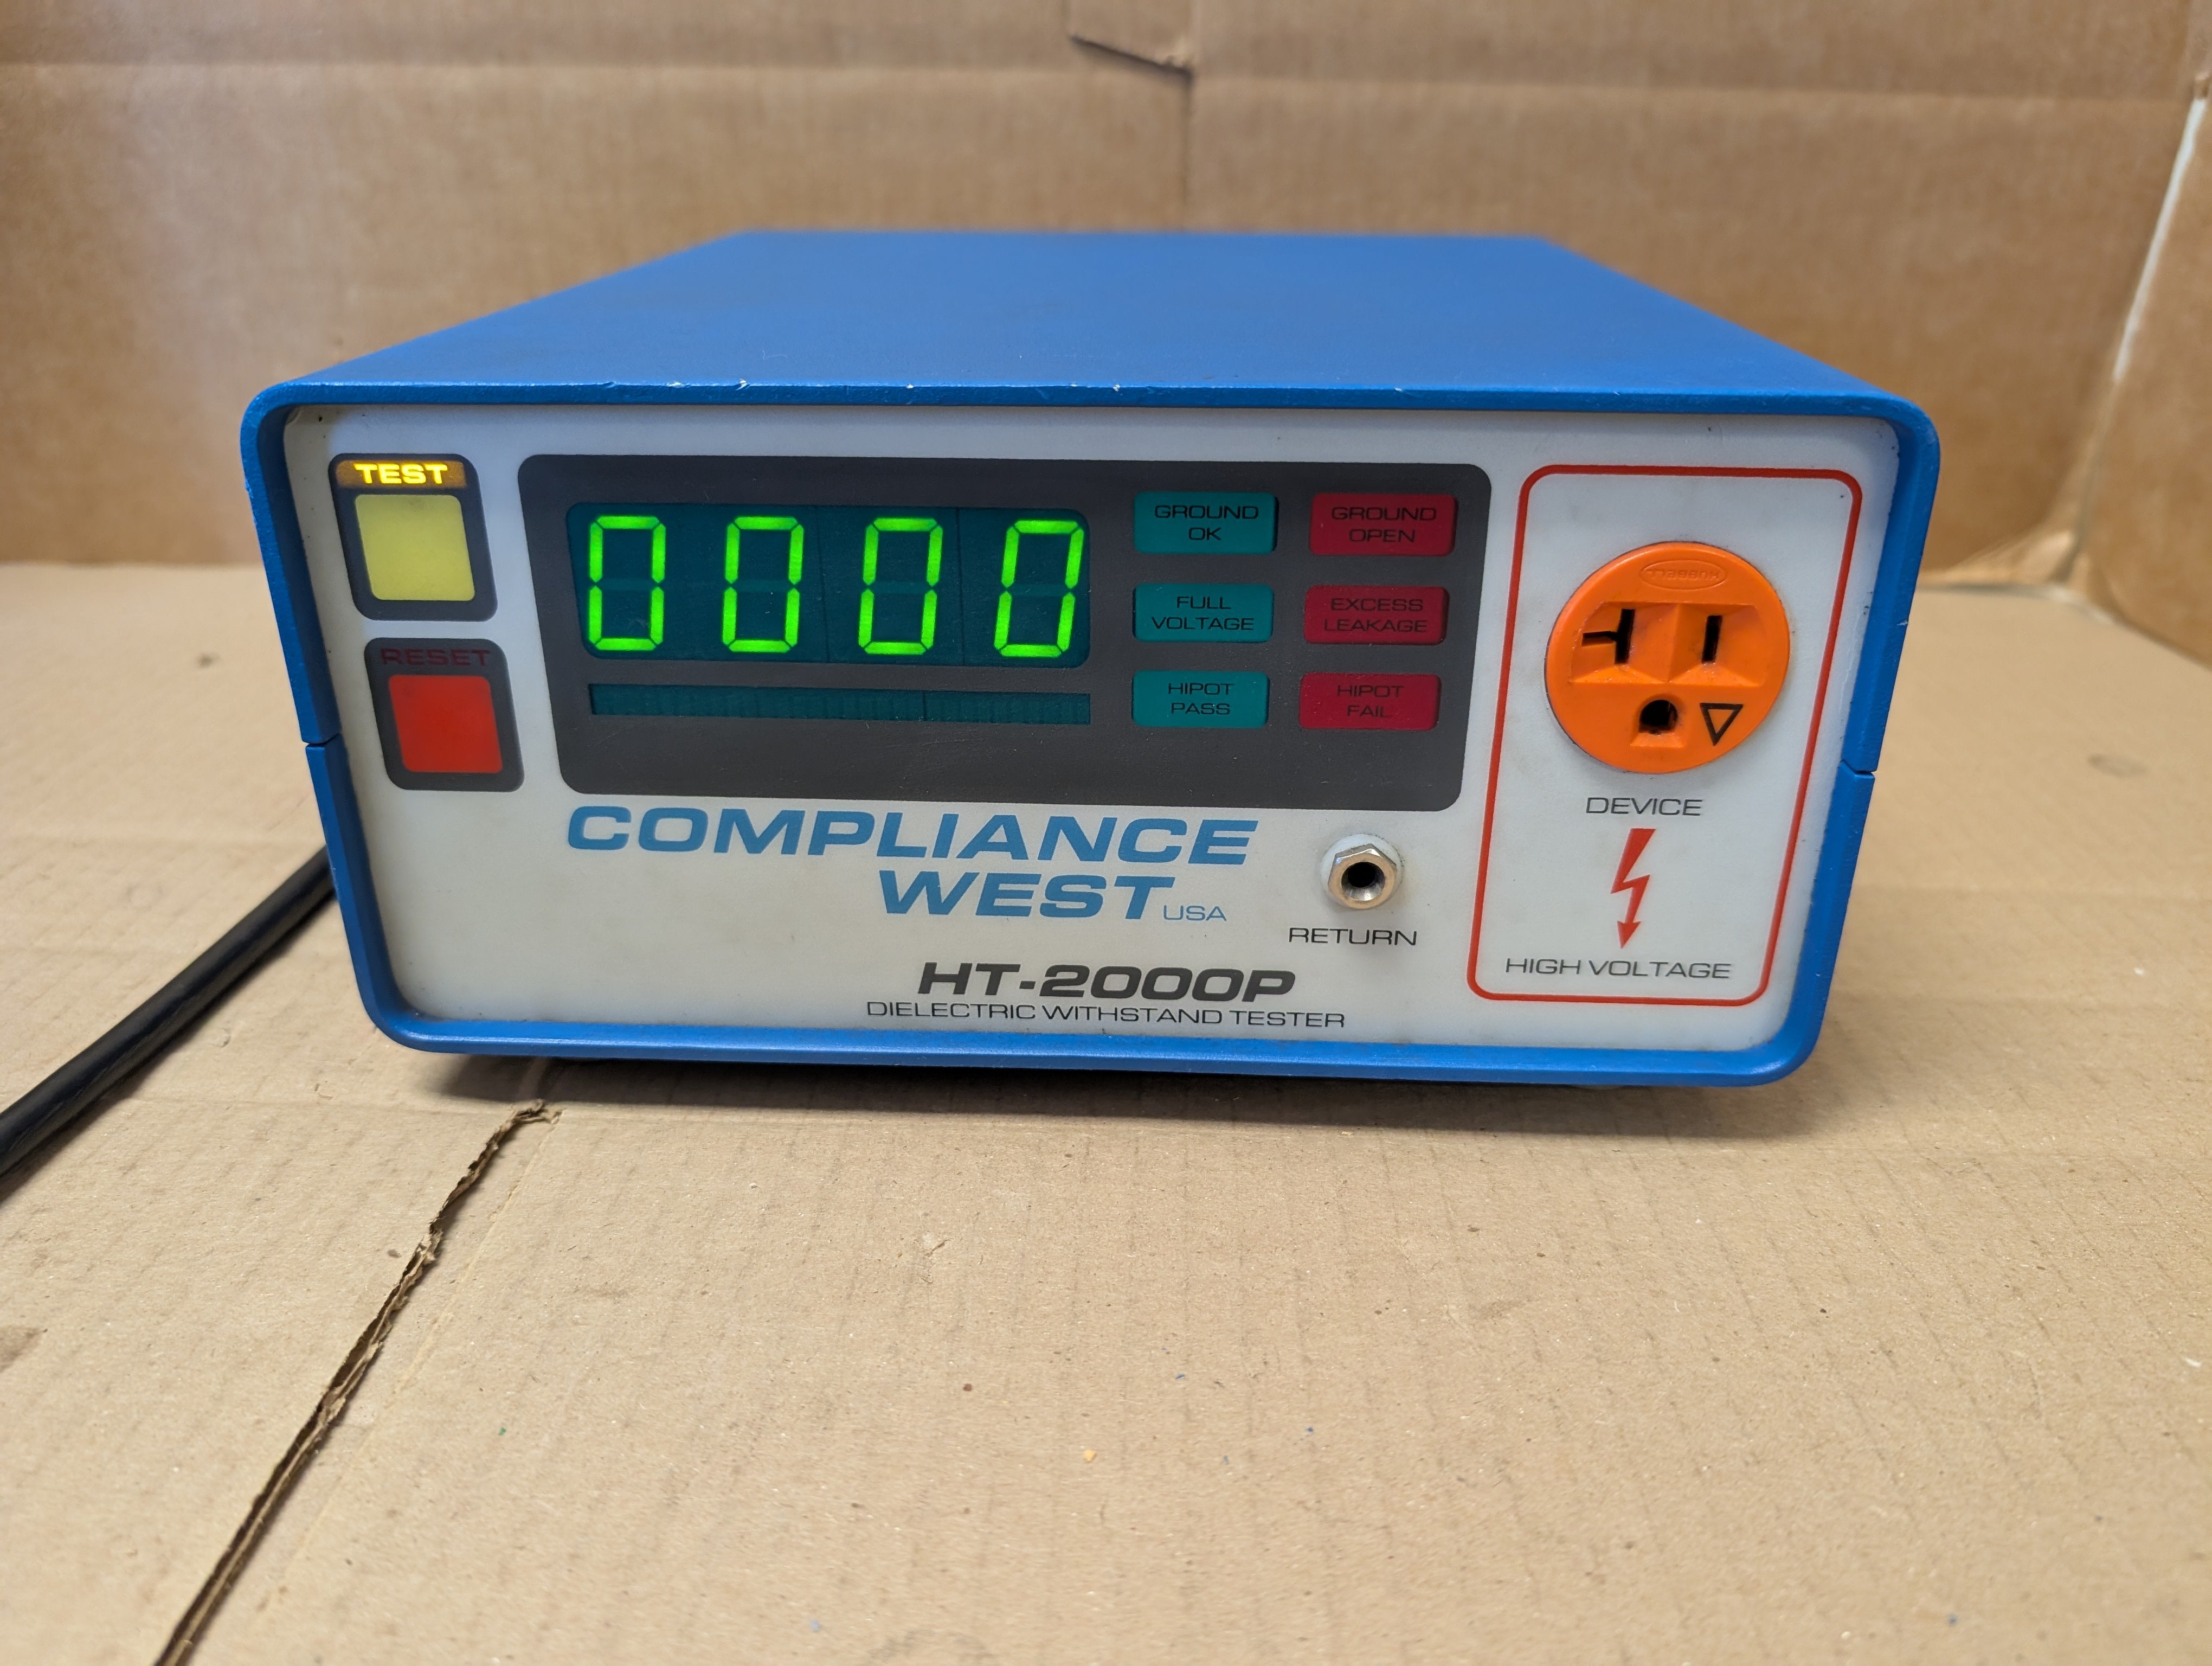 TEST
RESET
0000
GROUND
OK
GROUND
OPEN
FULL
VOLTAGE
EXCESS
LEAKAGE
HIPOT
PASS
HIPOT
FAIL
HUBBELL
DEVICE
HIGH VOLTAGE
COMPLIANCE
WEST USA
RETURN
HT-2000P
DIELECTRIC WITHSTAND TESTER